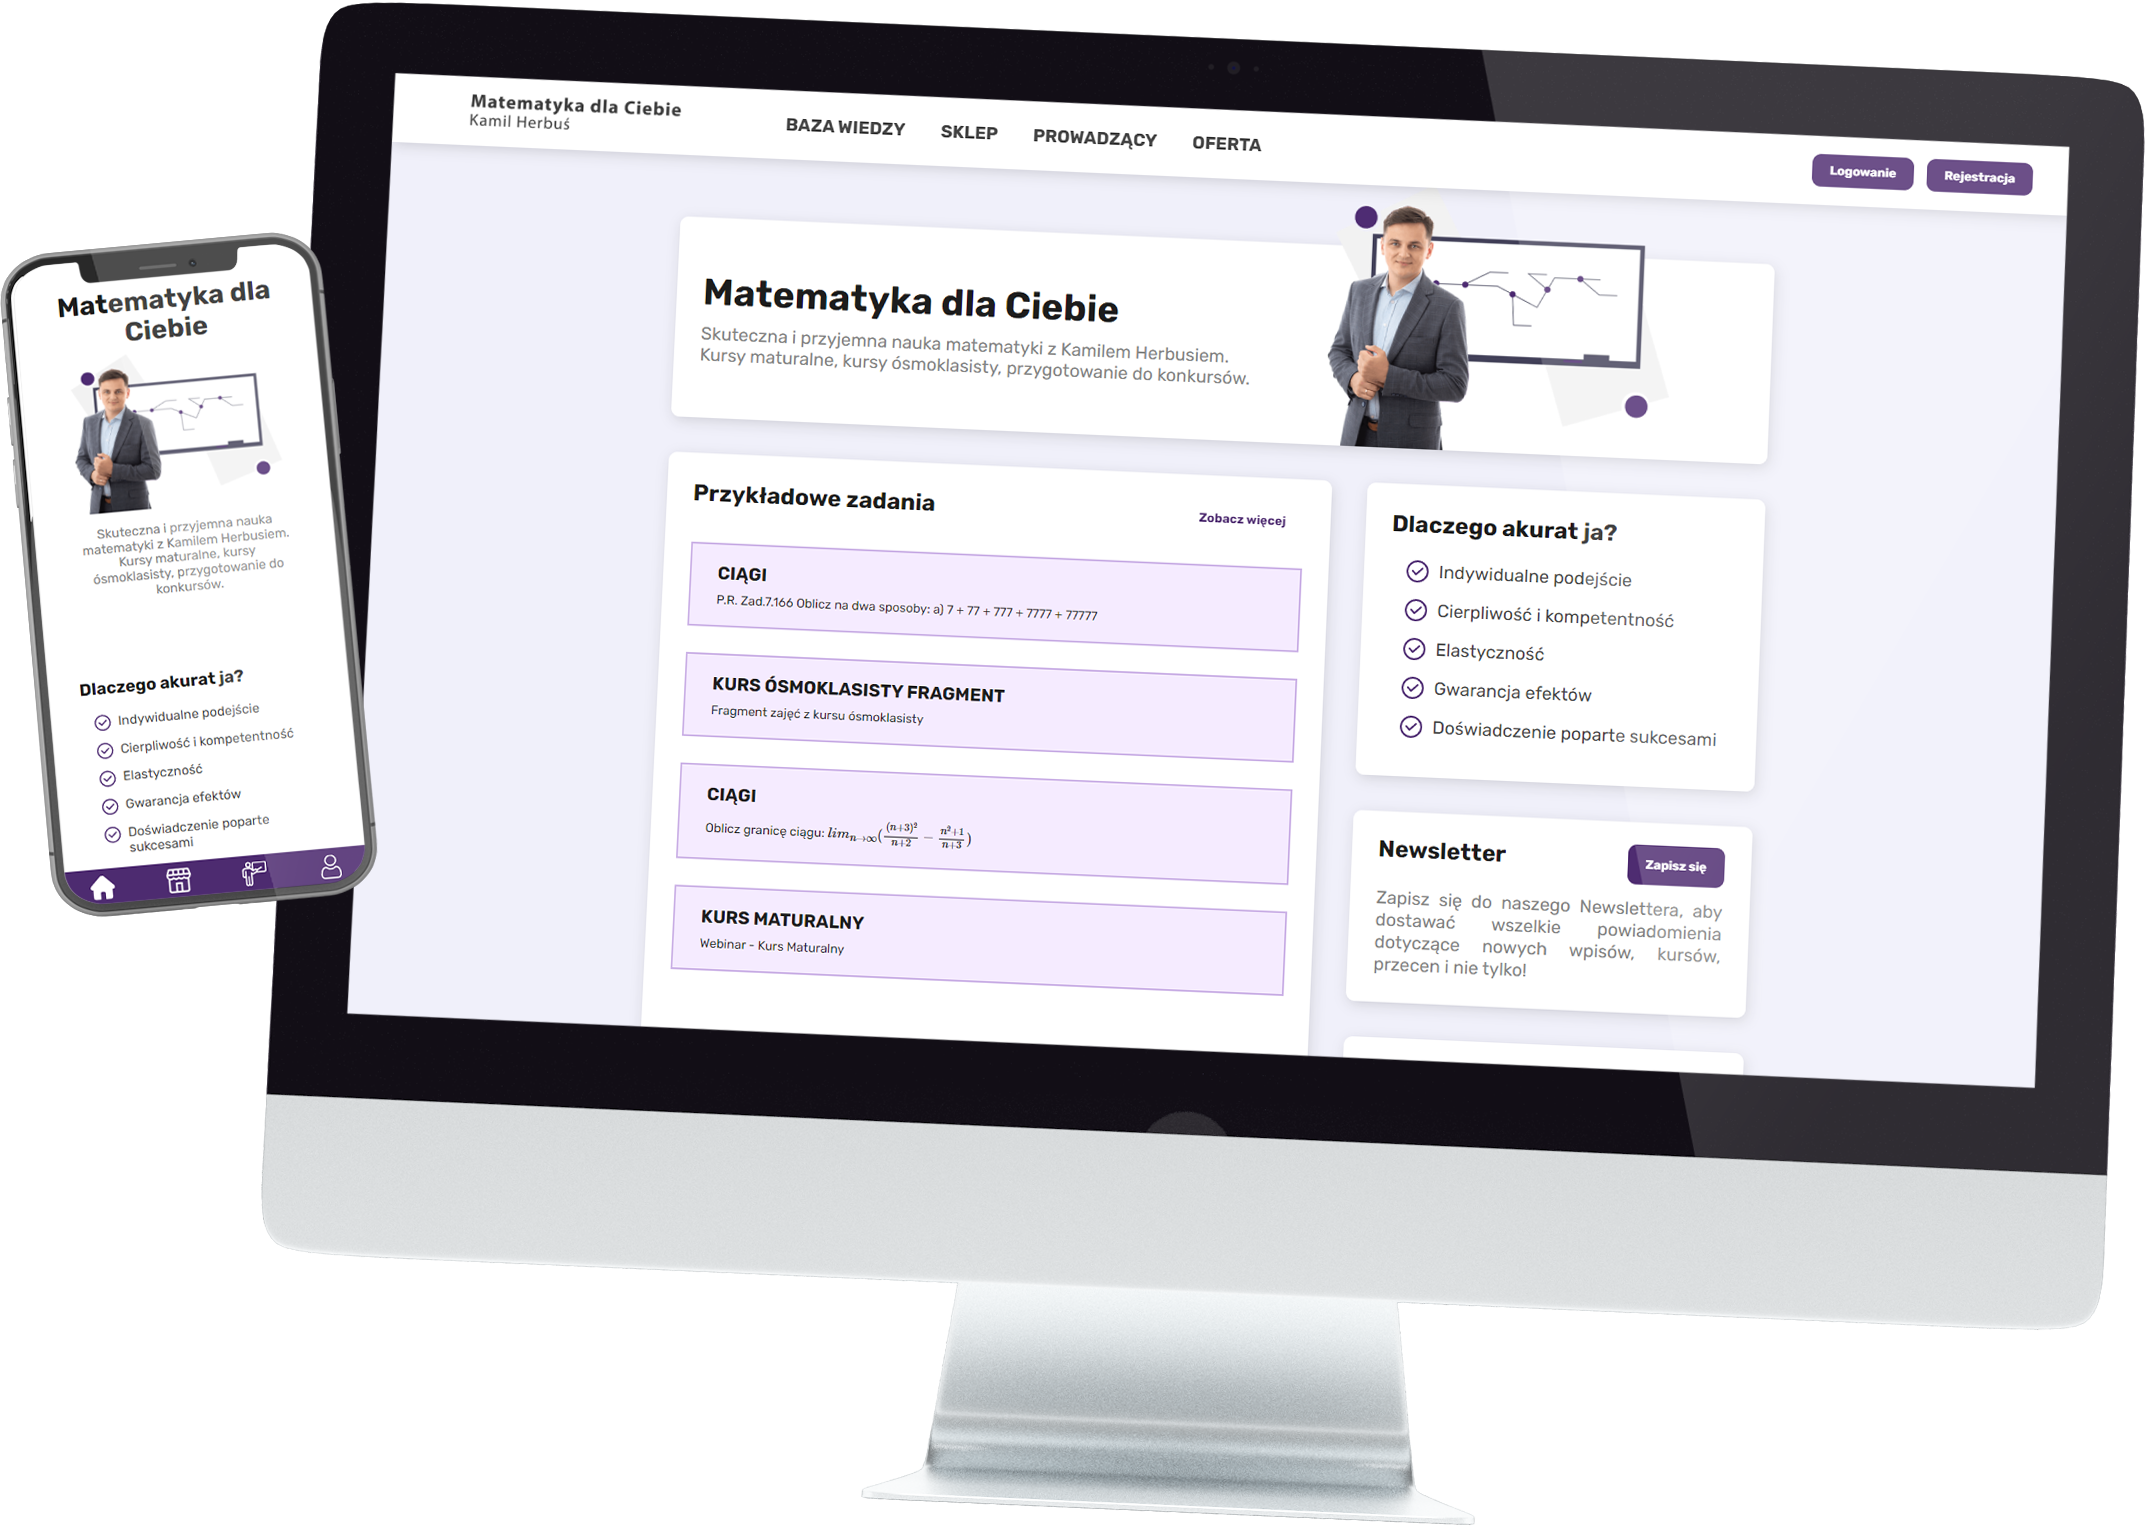 Matematyka dla Ciebie
Kamil Herbuś
BAZA WIEDZY
SKLEP
PROWADZĄCY
OFERTA
Logowanie
Rejestracja
Matematyka dla Ciebie
Skuteczna i przyjemna nauka matematyki z Kamilem Herbusiem.
Kursy maturalne, kursy ósmoklasisty, przygotowanie do konkursów.
Przykładowe zadania
Zobacz więcej
CIĄGI
P.R. Zad.7.166 Oblicz na dwa sposoby: a) 7 + 77 + 777 + 7777 + 77777
KURS ÓSMOKLASISTY FRAGMENT
Fragment zajęć z kursu ósmoklasisty
CIĄGI
Oblicz granicę ciągu: lim n→∞ ((n+3)²/n+2 − n²+1/n+3)
KURS MATURALNY
Webinar - Kurs Maturalny
Dlaczego akurat ja?
Indywidualne podejście
Cierpliwość i kompetentność
Elastyczność
Gwarancja efektów
Doświadczenie poparte sukcesami
Newsletter
Zapisz się
Zapisz się do naszego Newslettera, aby
dostawać wszelkie powiadomienia
dotyczące nowych wpisów, kursów,
przecen i nie tylko!
Matematyka dla
Ciebie
Skuteczna i przyjemna nauka
matematyki z Kamilem Herbusiem.
Kursy maturalne, kursy
ósmoklasisty, przygotowanie do
konkursów.
Dlaczego akurat ja?
Indywidualne podejście
Cierpliwość i kompetentność
Elastyczność
Gwarancja efektów
Doświadczenie poparte
sukcesami